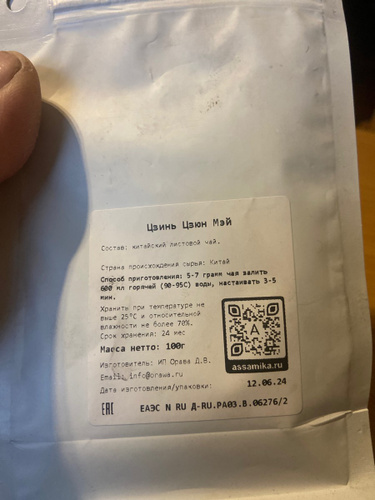 Цзинь Цзюн Мэй
Состав: китайский листовой чай.
Страна происхождения сырья: Китай
Способ приготовления: 5-7 грамм чая залить
600 мл горячей (90-95С) воды, настаивать 3-5
мин.
Хранить при температуре не
выше 25°С и относительной
влажности не более 70%.
Срок хранения: 24 мес
Масса нетто: 100г
Изготовитель: ИП Орава Д.В.
Email: info@orawa.ru
Дата изготовления/упаковки:
A
assamika.ru
12.06.24
ЕАС
ЕАЭС N RU Д-RU.РА03.В.06276/2